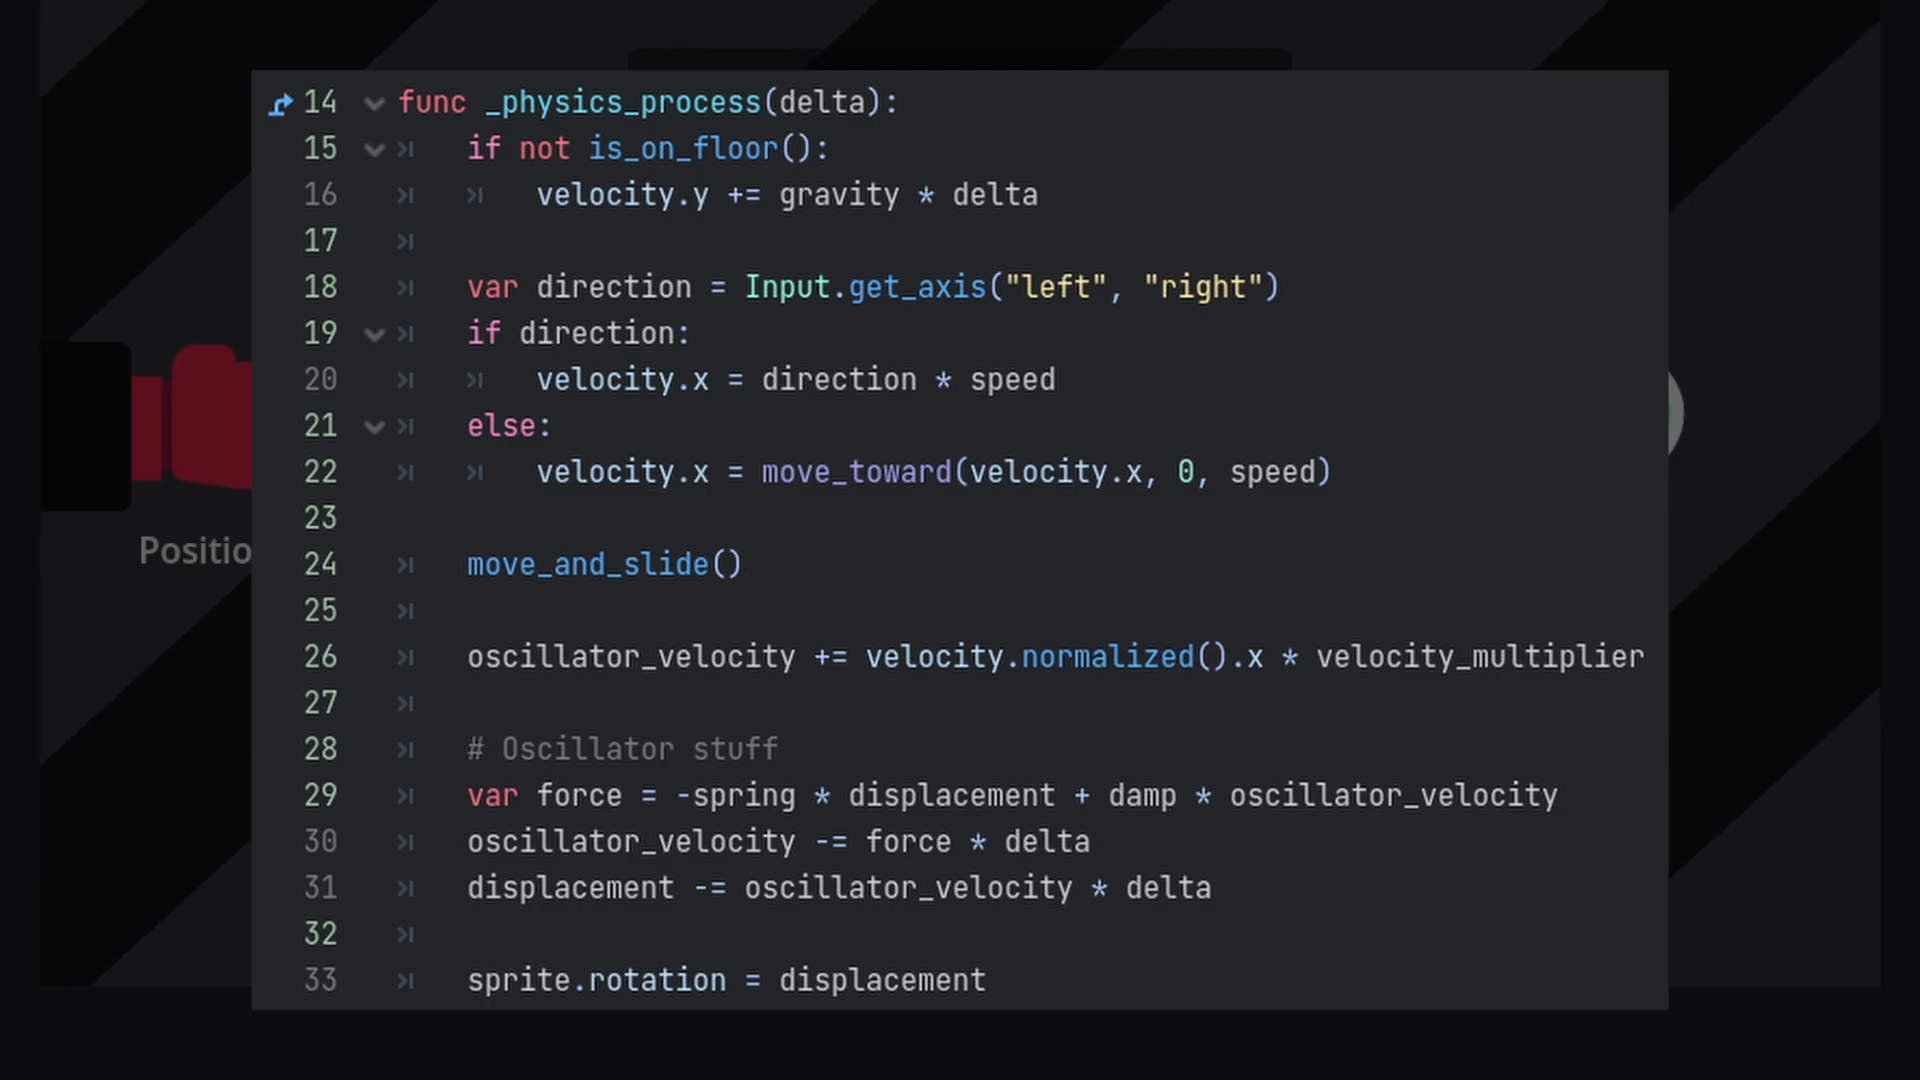 14 func _physics_process(delta):
15 if not is_on_floor():
16 velocity.y += gravity * delta
17
18 var direction = Input.get_axis("left", "right")
19 if direction:
20 velocity.x = direction * speed
21 else:
22 velocity.x = move_toward(velocity.x, 0, speed)
23
24 move_and_slide()
25
26 oscillator_velocity += velocity.normalized().x * velocity_multiplier
27
28 # Oscillator stuff
29 var force = -spring * displacement + damp * oscillator_velocity
30 oscillator_velocity -= force * delta
31 displacement -= oscillator_velocity * delta
32
33 sprite.rotation = displacement
Positio